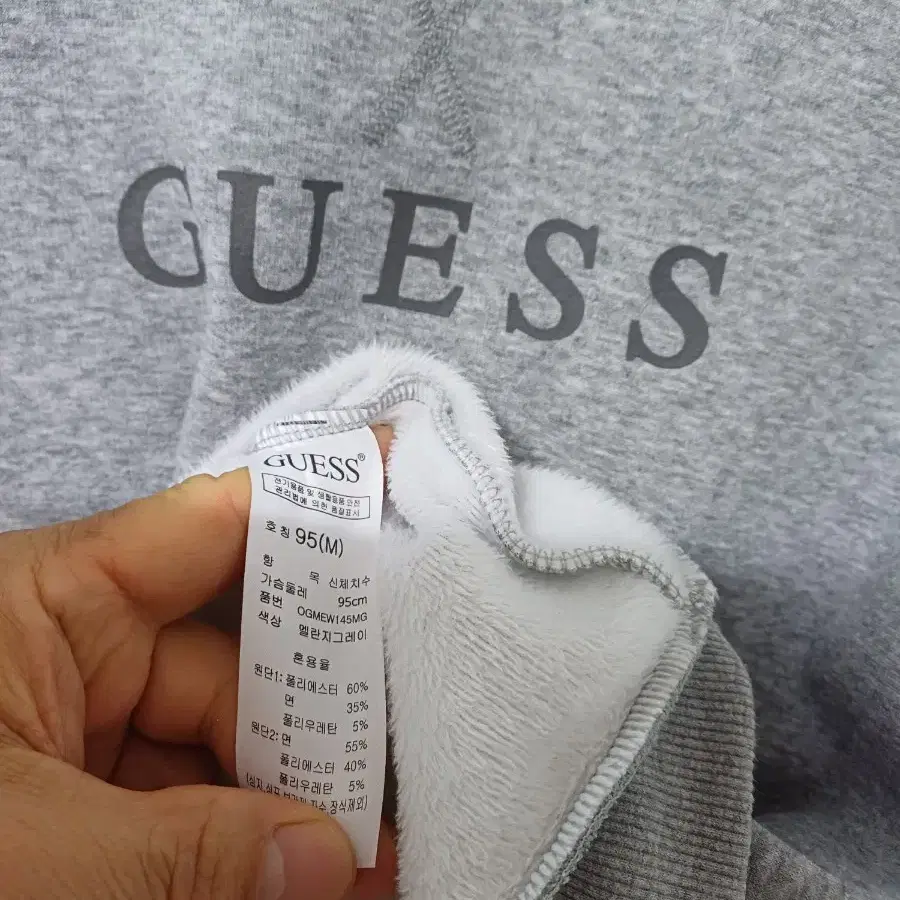 GUESS
GUESS®
전기용품 및 생활용품안전
관리법에 의한 품질표시
호칭 95(M)
항 목 신체치수
가슴둘레 95cm
품번 OGMEW145MG
색상 멜란지그레이
혼용율
원단1: 폴리에스터 60%
면 35%
폴리우레탄 5%
원단2: 면 55%
폴리에스터 40%
폴리우레탄 5%
장식제외)